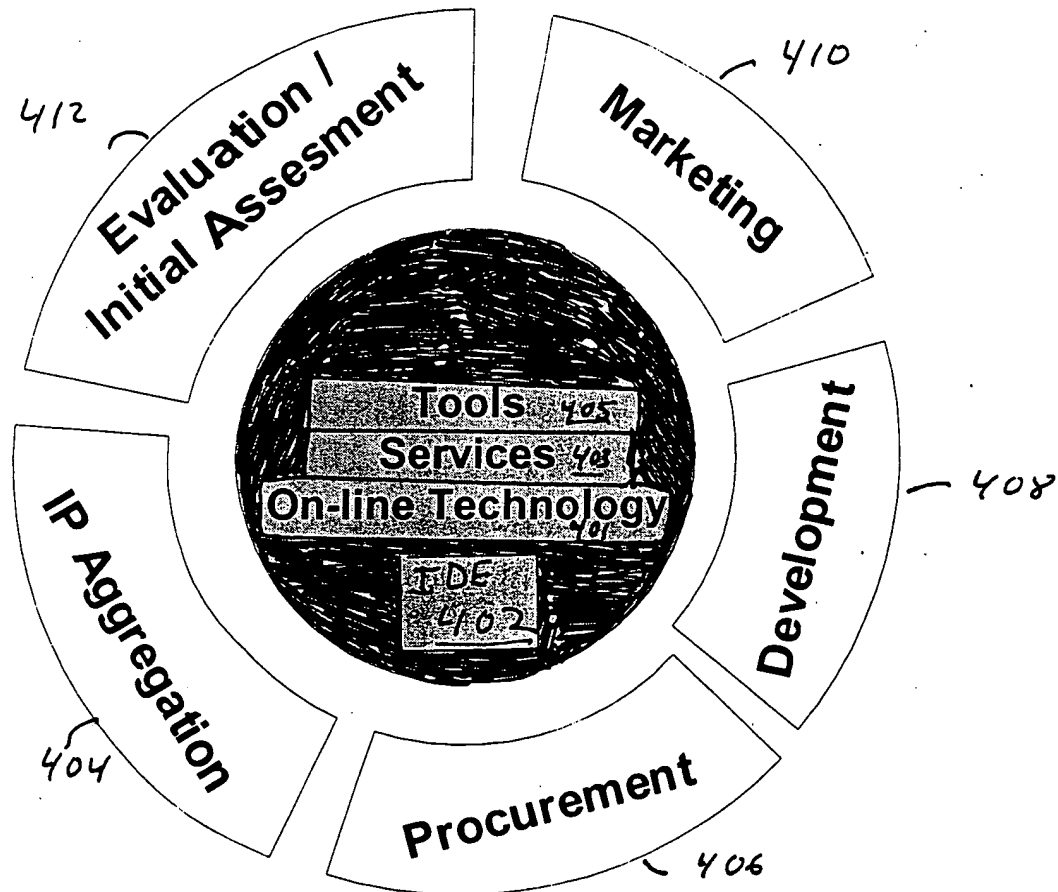 412
Evaluation /
Initial Assesment
410
Marketing
408
Development
Tools 405
Services 403
On-line Technology
401
IDE
402
IP Aggregation
404
Procurement
406